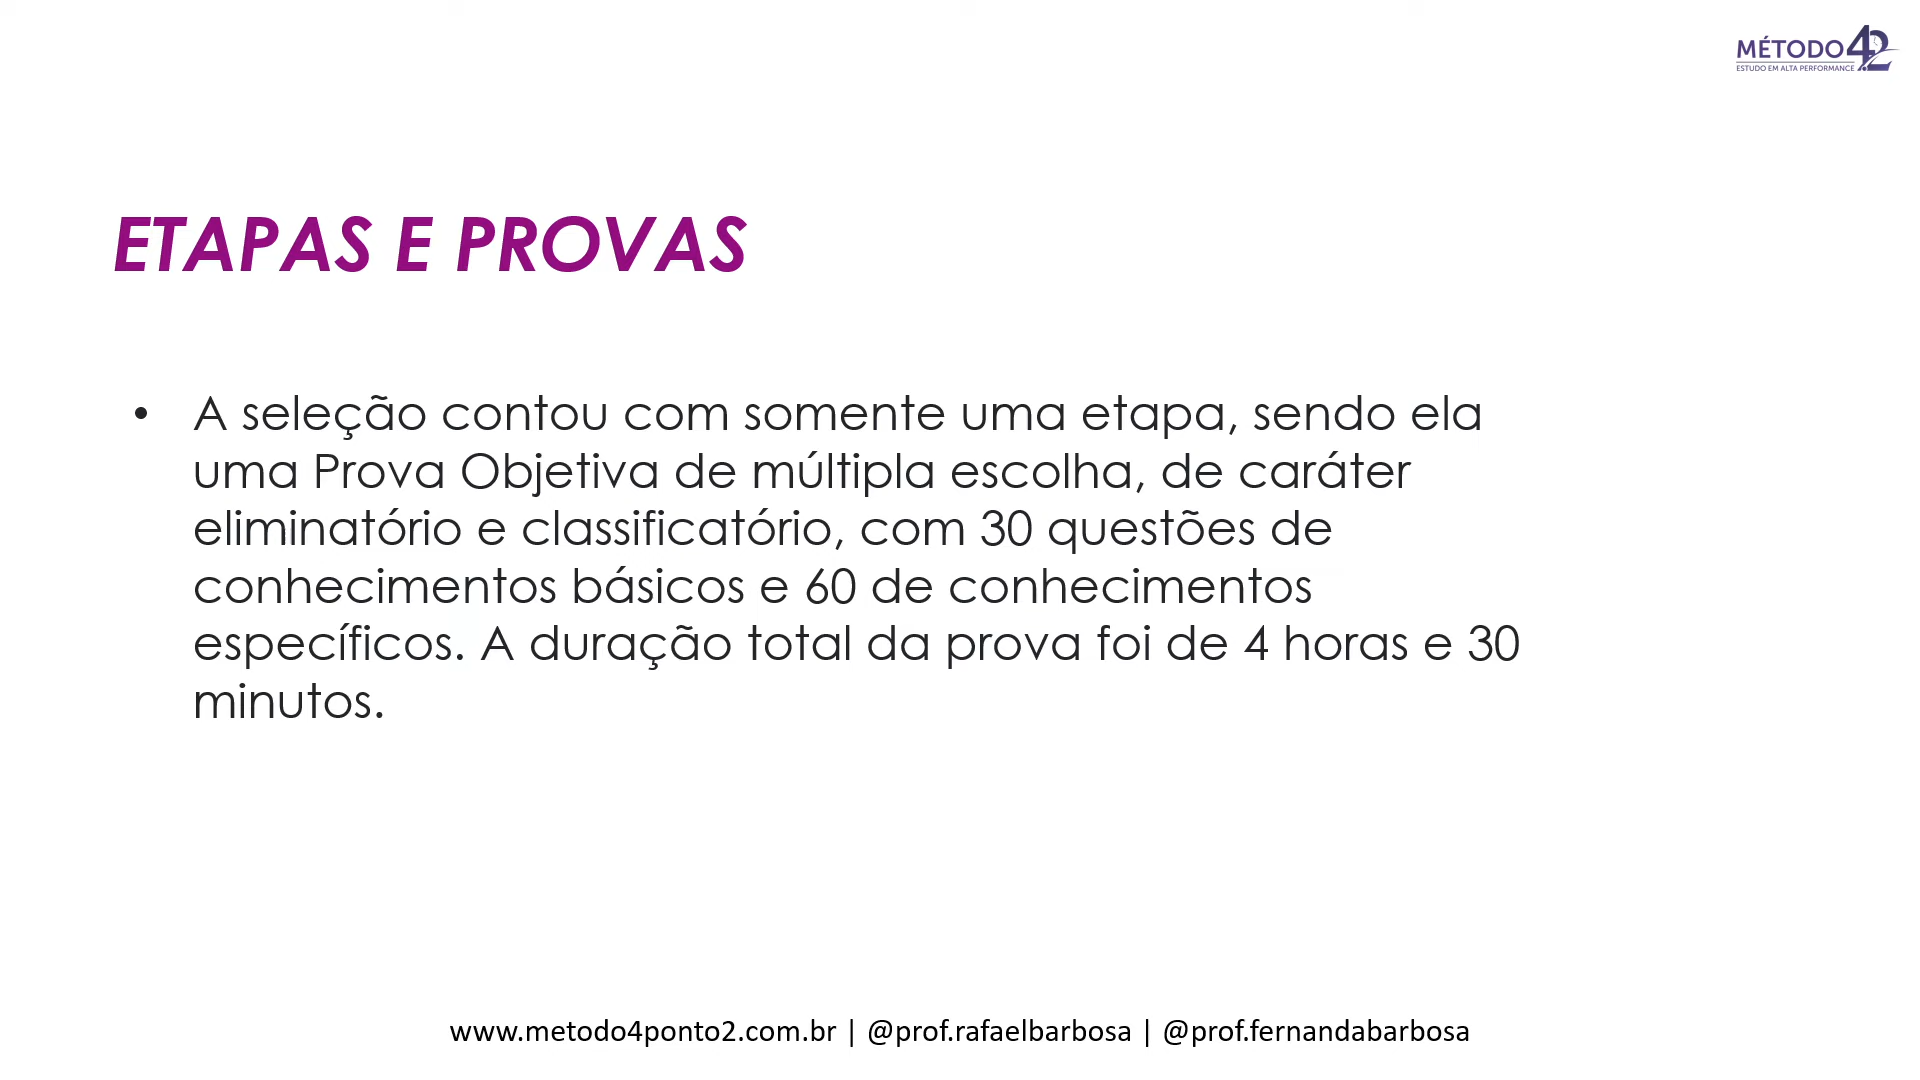 MÉTODO 4.2
ESTUDO EM ALTA PERFORMANCE
ETAPAS E PROVAS
• A seleção contou com somente uma etapa, sendo ela
uma Prova Objetiva de múltipla escolha, de caráter
eliminatório e classificatório, com 30 questões de
conhecimentos básicos e 60 de conhecimentos
específicos. A duração total da prova foi de 4 horas e 30
minutos.
www.metodo4ponto2.com.br | @prof.rafaelbarbosa | @prof.fernandabarbosa